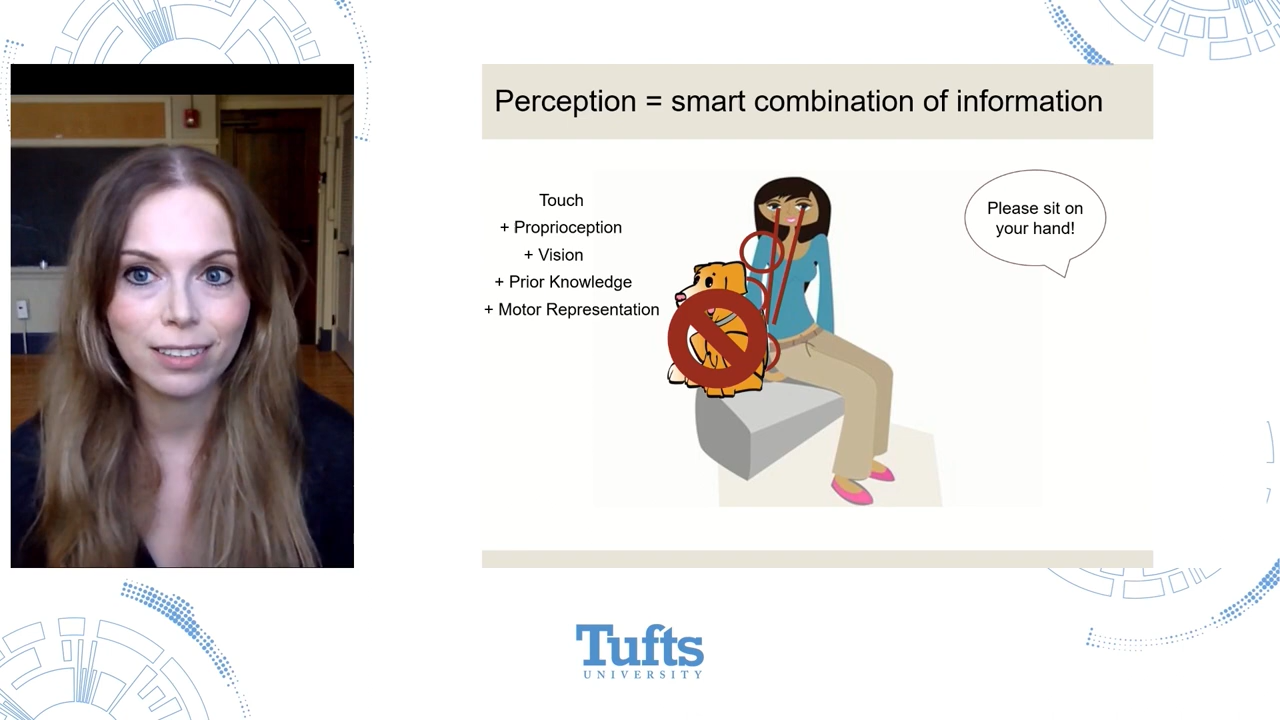 Perception = smart combination of information
Touch
+ Proprioception
+ Vision
+ Prior Knowledge
+ Motor Representation
Please sit on
your hand!
Tufts
UNIVERSITY